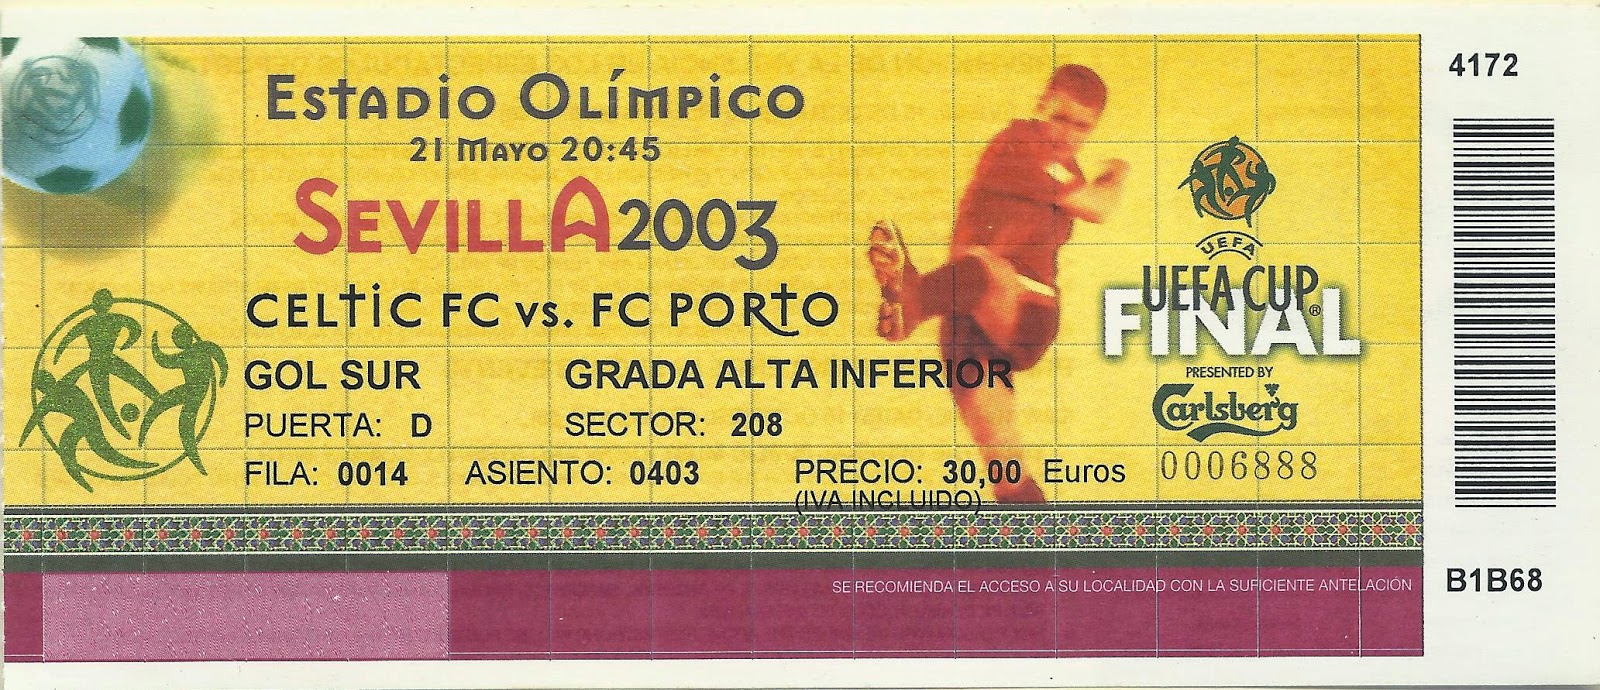 Estadio Olímpico
21 Mayo 20:45
SEVILLA 2003
CELTIC FC vs. FC PORTO
GOL SUR GRADA ALTA INFERIOR
PUERTA: D SECTOR: 208
FILA: 0014 ASIENTO: 0403 PRECIO: 30,00 Euros
(IVA INCLUIDO)
UEFA
UEFA CUP
FINAL®
PRESENTED BY
Carlsberg
0006888
SE RECOMIENDA EL ACCESO A SU LOCALIDAD CON LA SUFICIENTE ANTELACIÓN
4172
B1B68